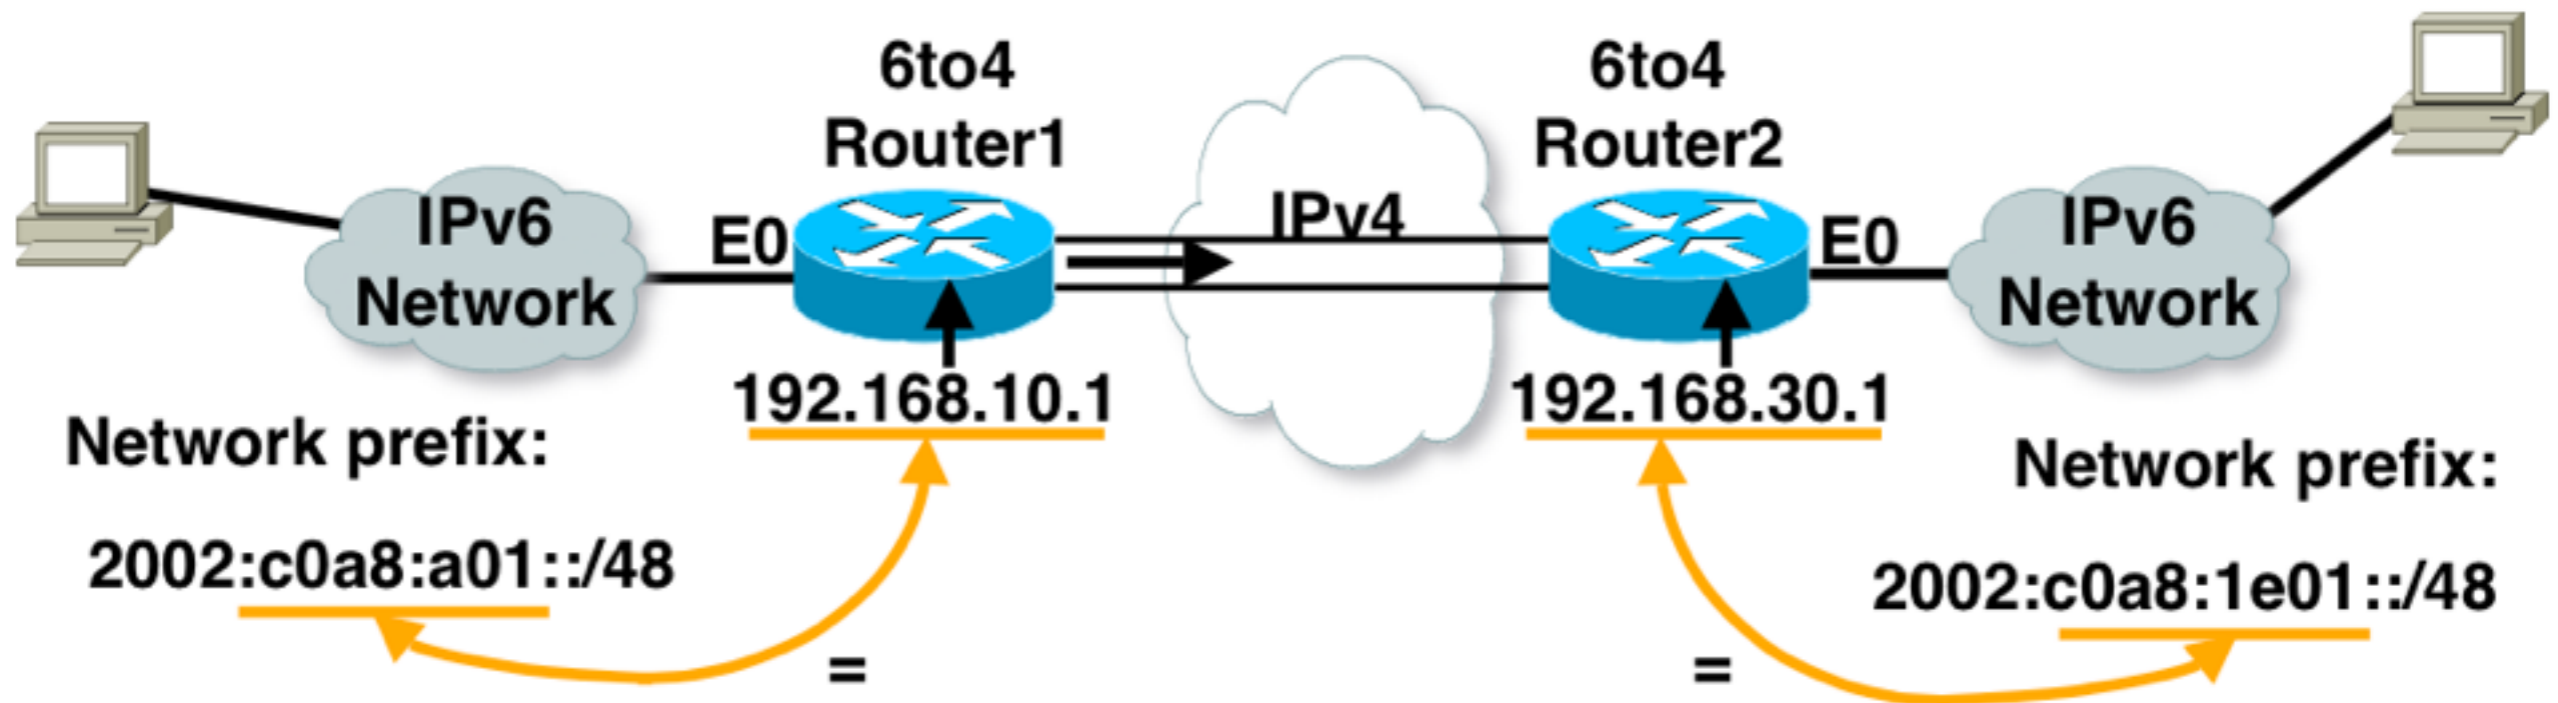 6to4
Router1
6to4
Router2
IPv6
Network
E0
IPv4
E0
IPv6
Network
192.168.10.1
192.168.30.1
Network prefix:
Network prefix:
2002:c0a8:a01::/48
2002:c0a8:1e01::/48
=
=